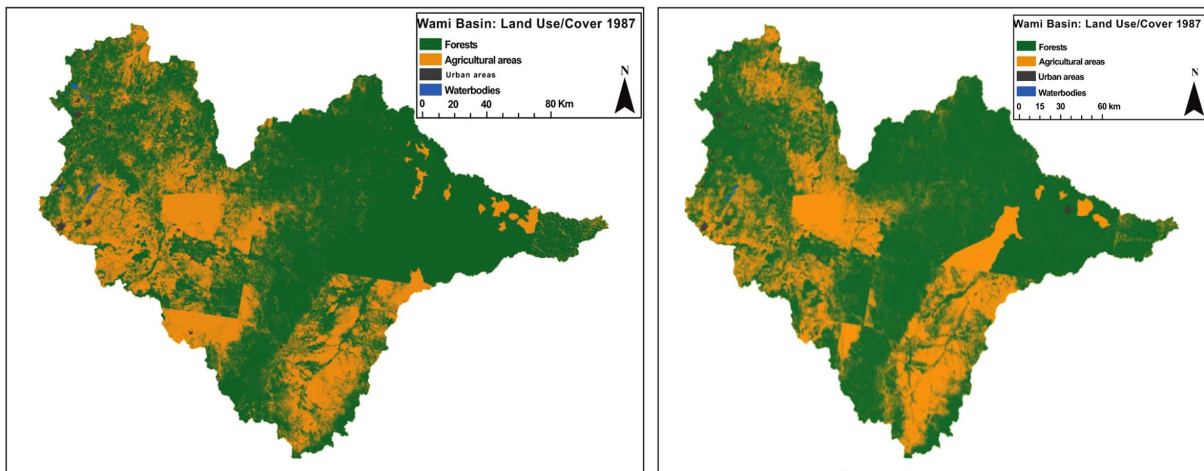 Wami Basin: Land Use/Cover 1987
Forests
Agricultural areas
Urban areas
Waterbodies
0 20 40 80 Km
N
Wami Basin: Land Use/Cover 1987
Forests
Agricultural areas
Urban areas
Waterbodies
0 15 30 60 km
N